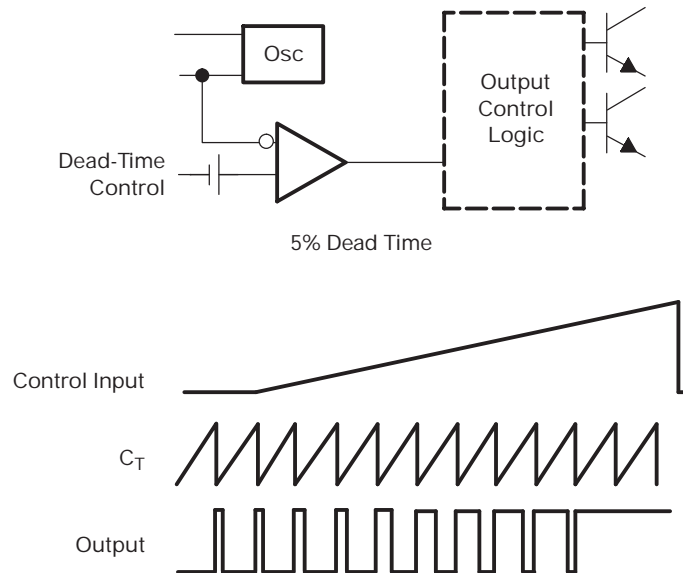 Osc
Output
Control
Logic
Dead-Time
Control
5% Dead Time
Control Input
CT
Output